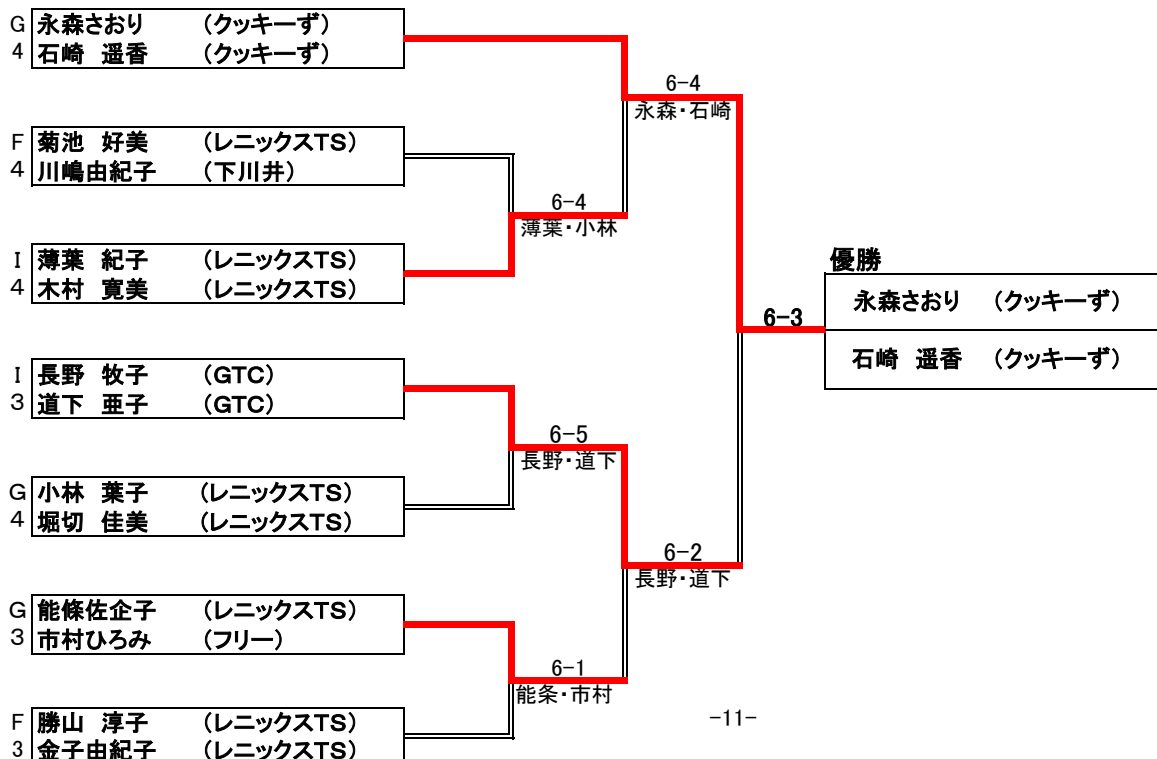 G 永森さおり （クッキーず）
4 石崎　遥香 （クッキーず）
6-4
永森・石崎
F 菊池　好美 （レニックスTS）
4 川嶋由紀子 （下川井）
6-4
薄葉・小林
I 薄葉　紀子 （レニックスTS）
4 木村　寛美 （レニックスTS）
優勝
永森さおり （クッキーず）
6-3
石崎　遥香 （クッキーず）
I 長野　牧子 （GTC）
3 道下　亜子 （GTC）
6-5
長野・道下
G 小林　葉子 （レニックスTS）
4 堀切　佳美 （レニックスTS）
6-2
長野・道下
G 能條佐企子 （レニックスTS）
3 市村ひろみ （フリー）
6-1
能条・市村
F 勝山　淳子 （レニックスTS）
3 金子由紀子 （レニックスTS）
-11-